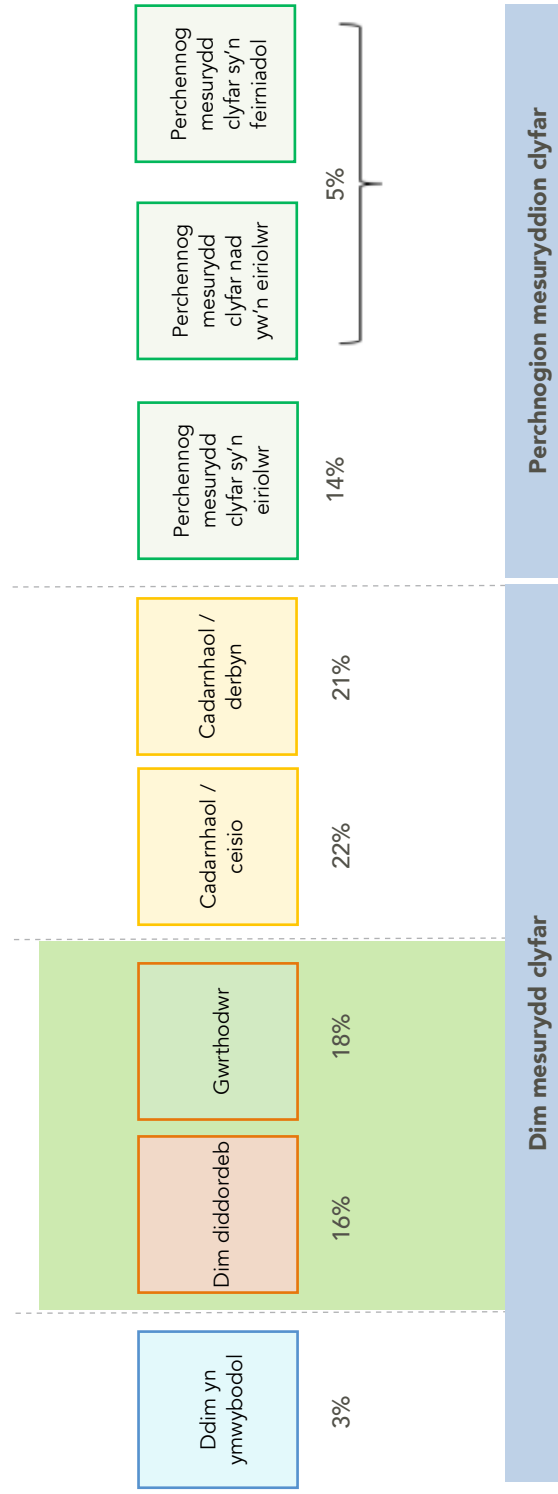 Ddim yn
ymwybodol
Dim diddordeb
Gwrthodwr
Cadarnhaol /
ceisio
Cadarnhaol /
derbyn
Perchennog
mesurydd
clyfar sy'n
eiriolwr
Perchennog
mesurydd
clyfar nad
yw'n eiriolwr
Perchennog
mesurydd
clyfar sy'n
feirniadol
3%
16%
18%
22%
21%
14%
5%
Dim mesurydd clyfar
Perchnogion mesuryddion clyfar